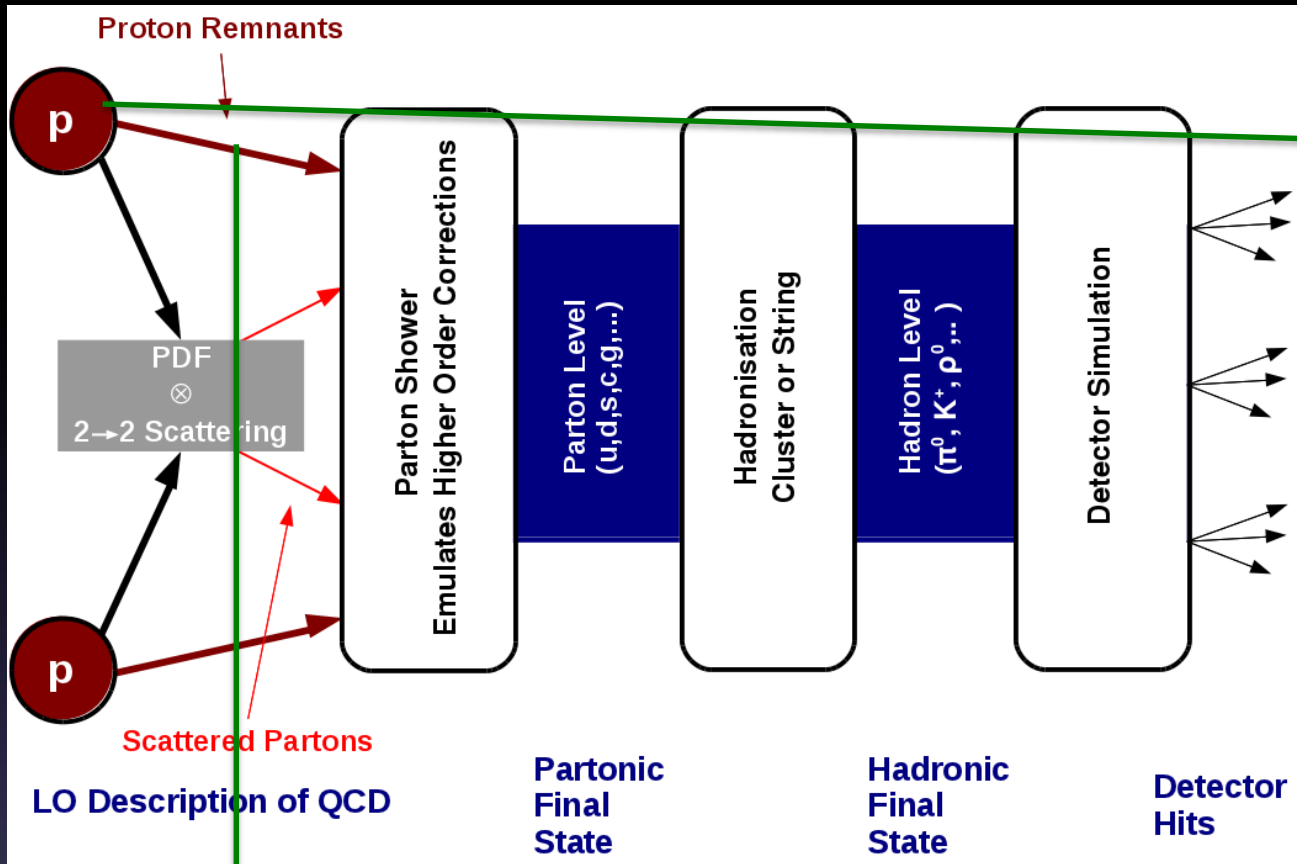 Proton Remnants
p
PDF
⊗
2→2 Scattering
p
Scattered Partons
LO Description of QCD
Parton Shower
Emulates Higher Order Corrections
Parton Level
(u,d,s,c,g,...)
Partonic
Final
State
Hadronisation
Cluster or String
Hadron Level
(π⁰, K⁺, ρ⁰,.. )
Hadronic
Final
State
Detector Simulation
Detector
Hits